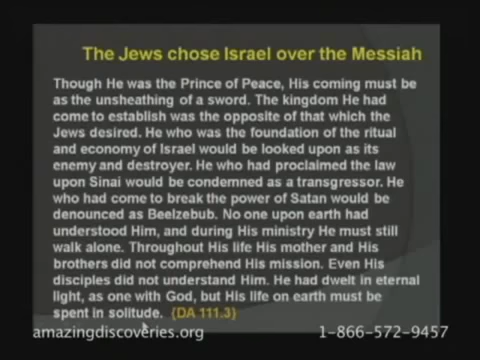 The Jews chose Israel over the Messiah
Though He was the Prince of Peace, His coming must be
as the unsheathing of a sword. The kingdom He had
come to establish was the opposite of that which the
Jews desired. He who was the foundation of the ritual
and economy of Israel would be looked upon as its
enemy and destroyer. He who had proclaimed the law
upon Sinai would be condemned as a transgressor. He
who had come to break the power of Satan would be
denounced as Beelzebub. No one upon earth had
understood Him, and during His ministry He must still
walk alone. Throughout His life His mother and His
brothers did not comprehend His mission. Even His
disciples did not understand Him. He had dwelt in eternal
light, as one with God, but His life on earth must be
spent in solitude. {DA 111.3}
amazingdiscoveries.org 1-866-572-9457